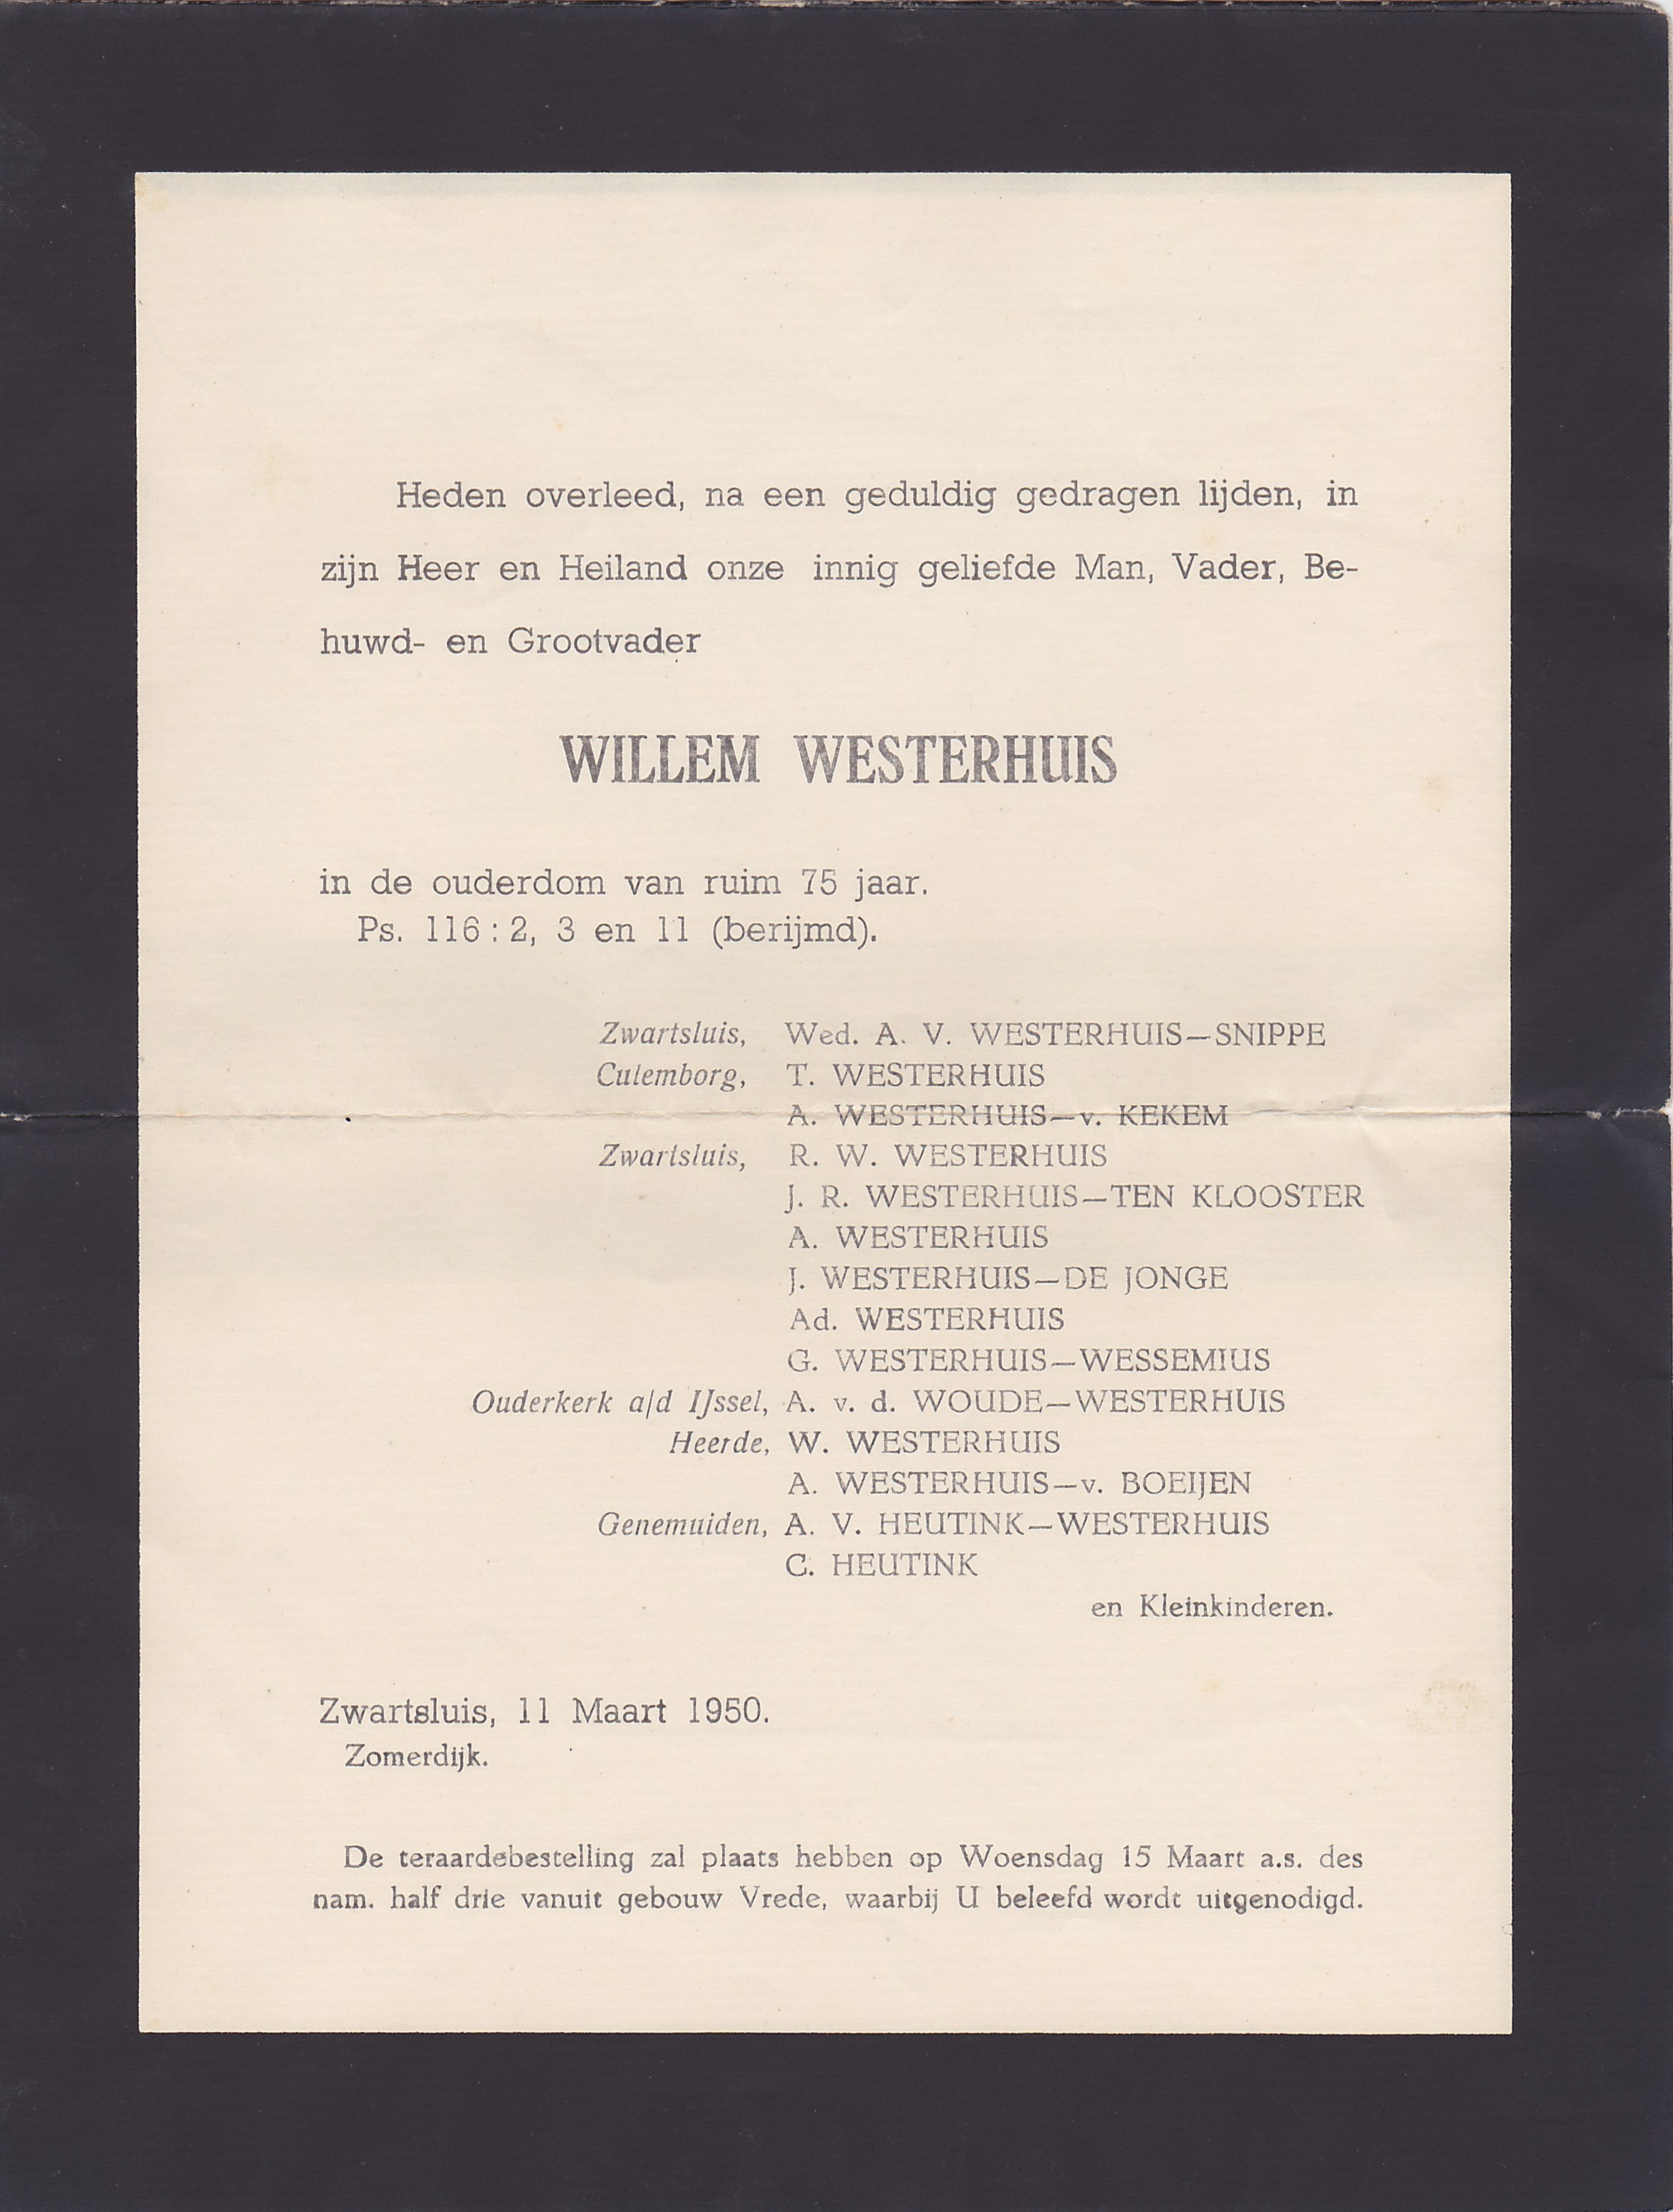 Heden overleed, na een geduldig gedragen lijden, in
zijn Heer en Heiland onze innig geliefde Man, Vader, Be-
huwd- en Grootvader
WILLEM WESTERHUIS
in de ouderdom van ruim 75 jaar.
Ps. 116 : 2, 3 en 11 (berijmd).
Zwartsluis, Wed. A. V. WESTERHUIS—SNIPPE
Culemborg, T. WESTERHUIS
A. WESTERHUIS—v. KEKEM
Zwartsluis, R. W. WESTERHUIS
J. R. WESTERHUIS—TEN KLOOSTER
A. WESTERHUIS
J. WESTERHUIS—DE JONGE
Ad. WESTERHUIS
G. WESTERHUIS—WESSEMIUS
Ouderkerk a/d IJssel, A. v. d. WOUDE—WESTERHUIS
Heerde, W. WESTERHUIS
A. WESTERHUIS—v. BOEIJEN
Genemuiden, A. V. HEUTINK—WESTERHUIS
C. HEUTINK
en Kleinkinderen.
Zwartsluis, 11 Maart 1950.
Zomerdijk.
De teraardebestelling zal plaats hebben op Woensdag 15 Maart a.s. des
nam. half drie vanuit gebouw Vrede, waarbij U beleefd wordt uitgenodigd.